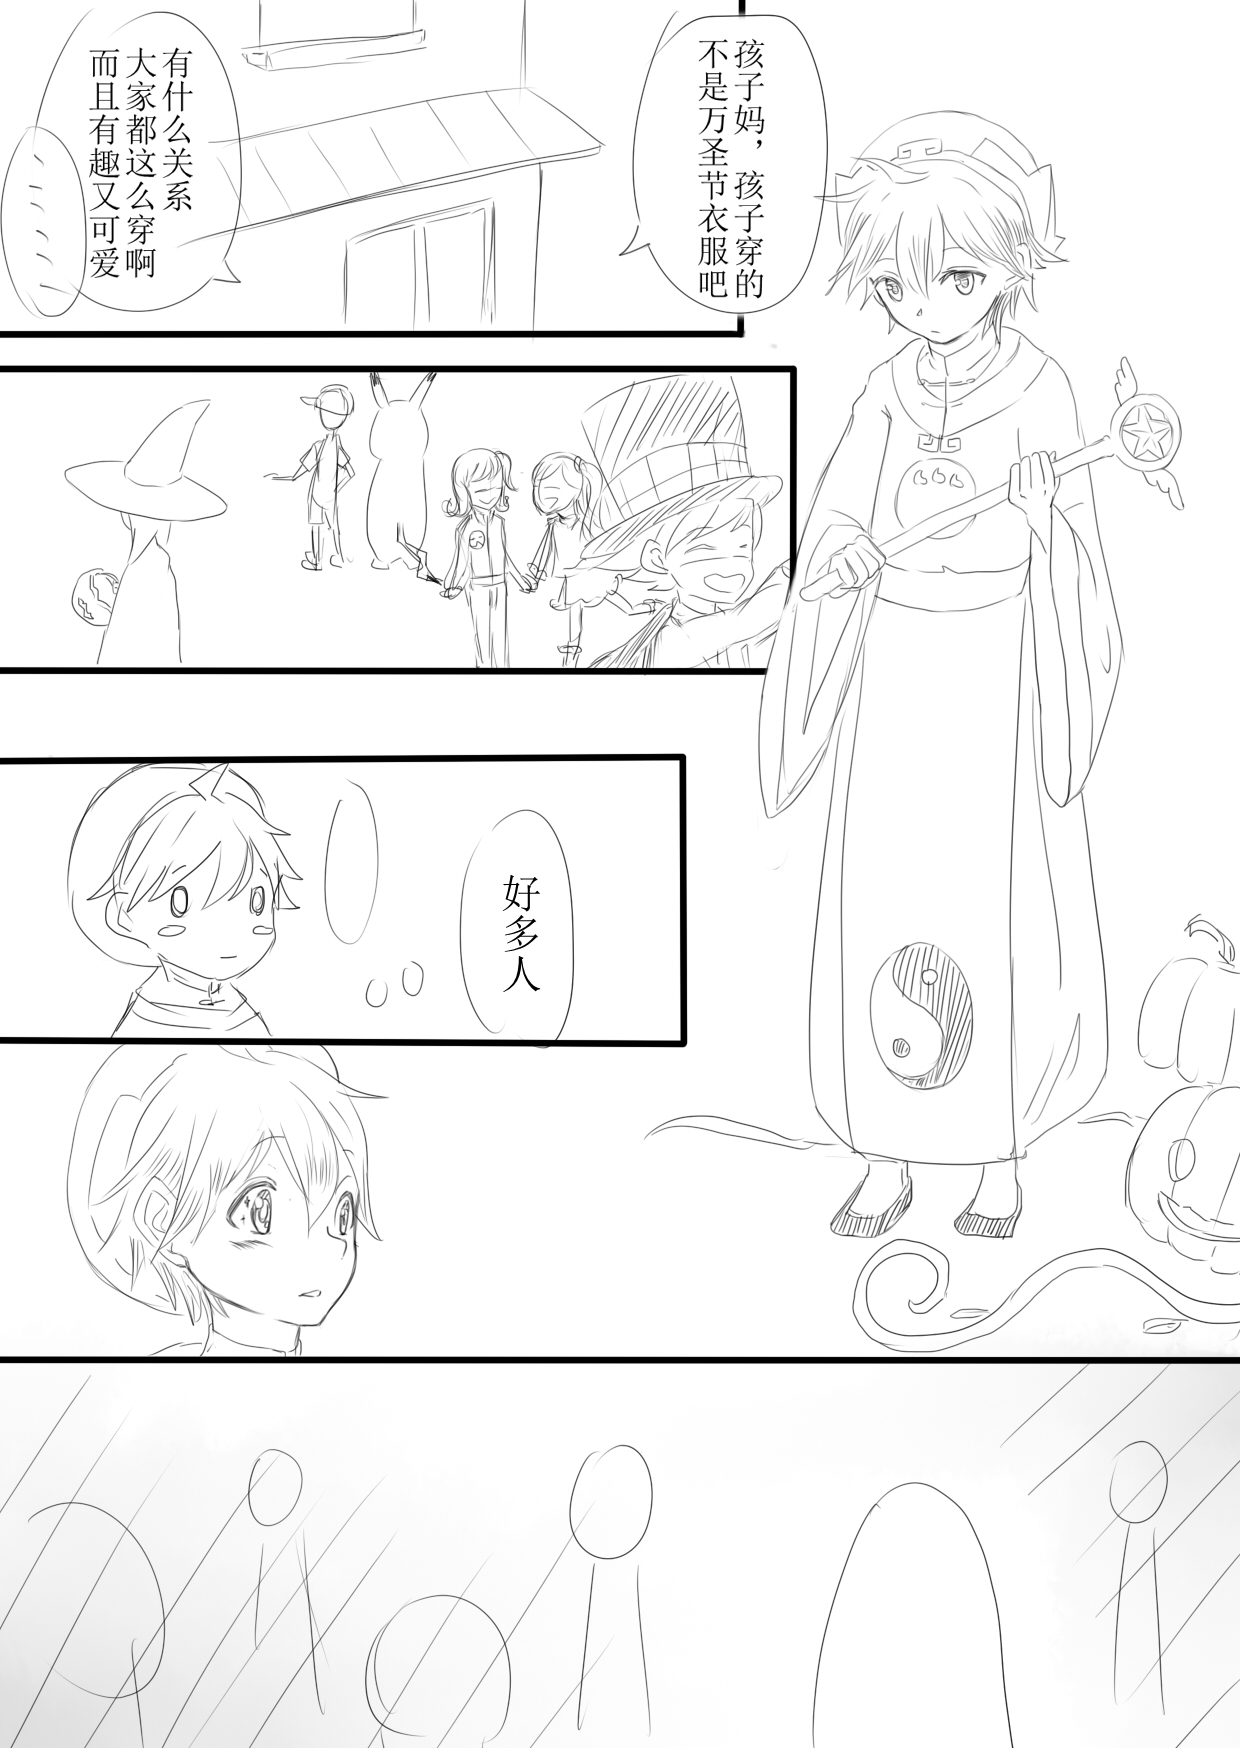 孩子妈，孩子穿的
不是万圣节衣服吧
有什么关系
大家都这么穿啊
而且有趣又可爱
好多人